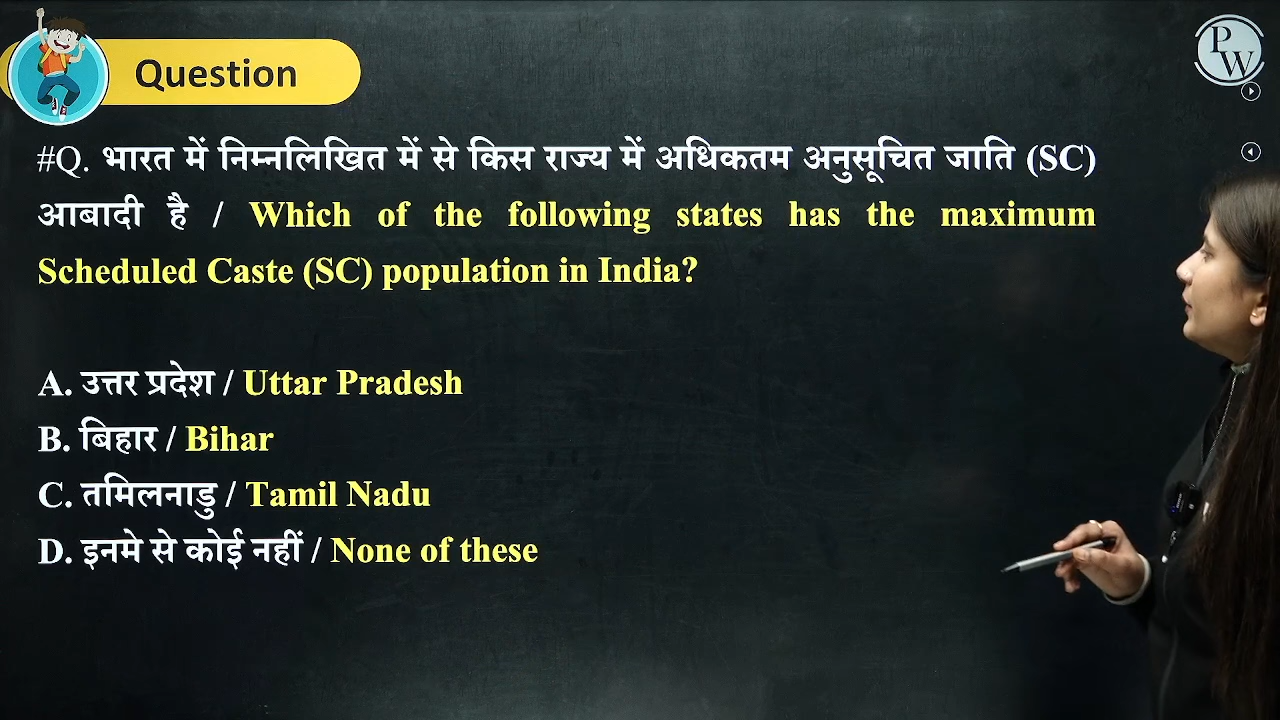 Question
PW
#Q. भारत में निम्नलिखित में से किस राज्य में अधिकतम अनुसूचित जाति (SC)
आबादी है / Which of the following states has the maximum
Scheduled Caste (SC) population in India?
A. उत्तर प्रदेश / Uttar Pradesh
B. बिहार / Bihar
C. तमिलनाडु / Tamil Nadu
D. इनमे से कोई नहीं / None of these